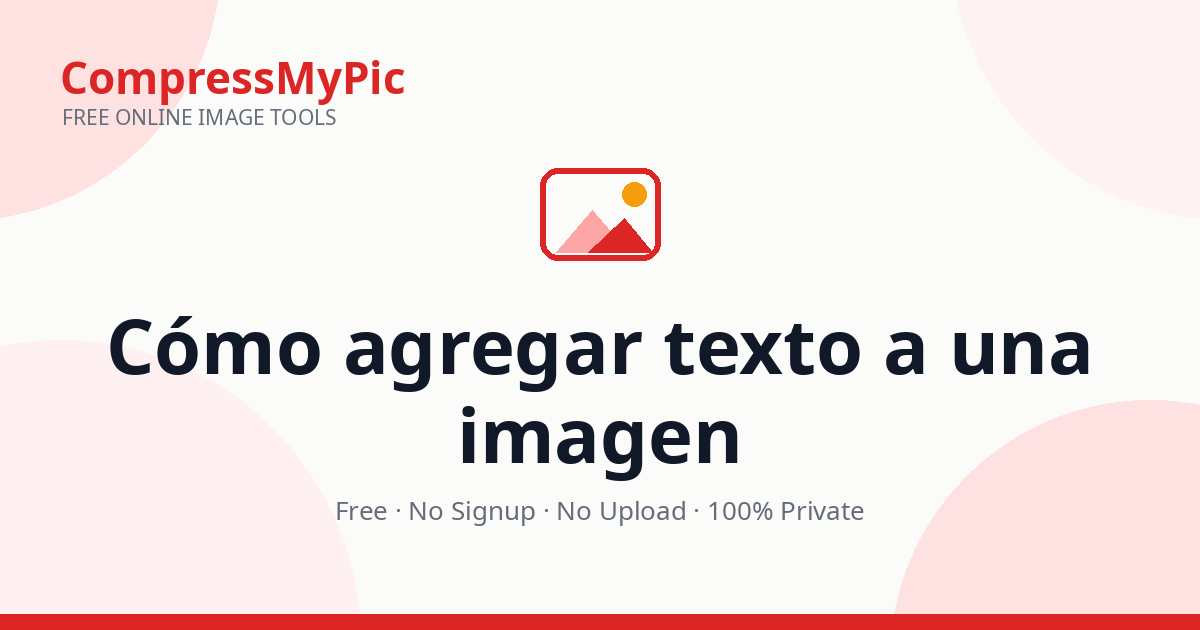 CompressMyPic
FREE ONLINE IMAGE TOOLS
Cómo agregar texto a una
imagen
Free · No Signup · No Upload · 100% Private